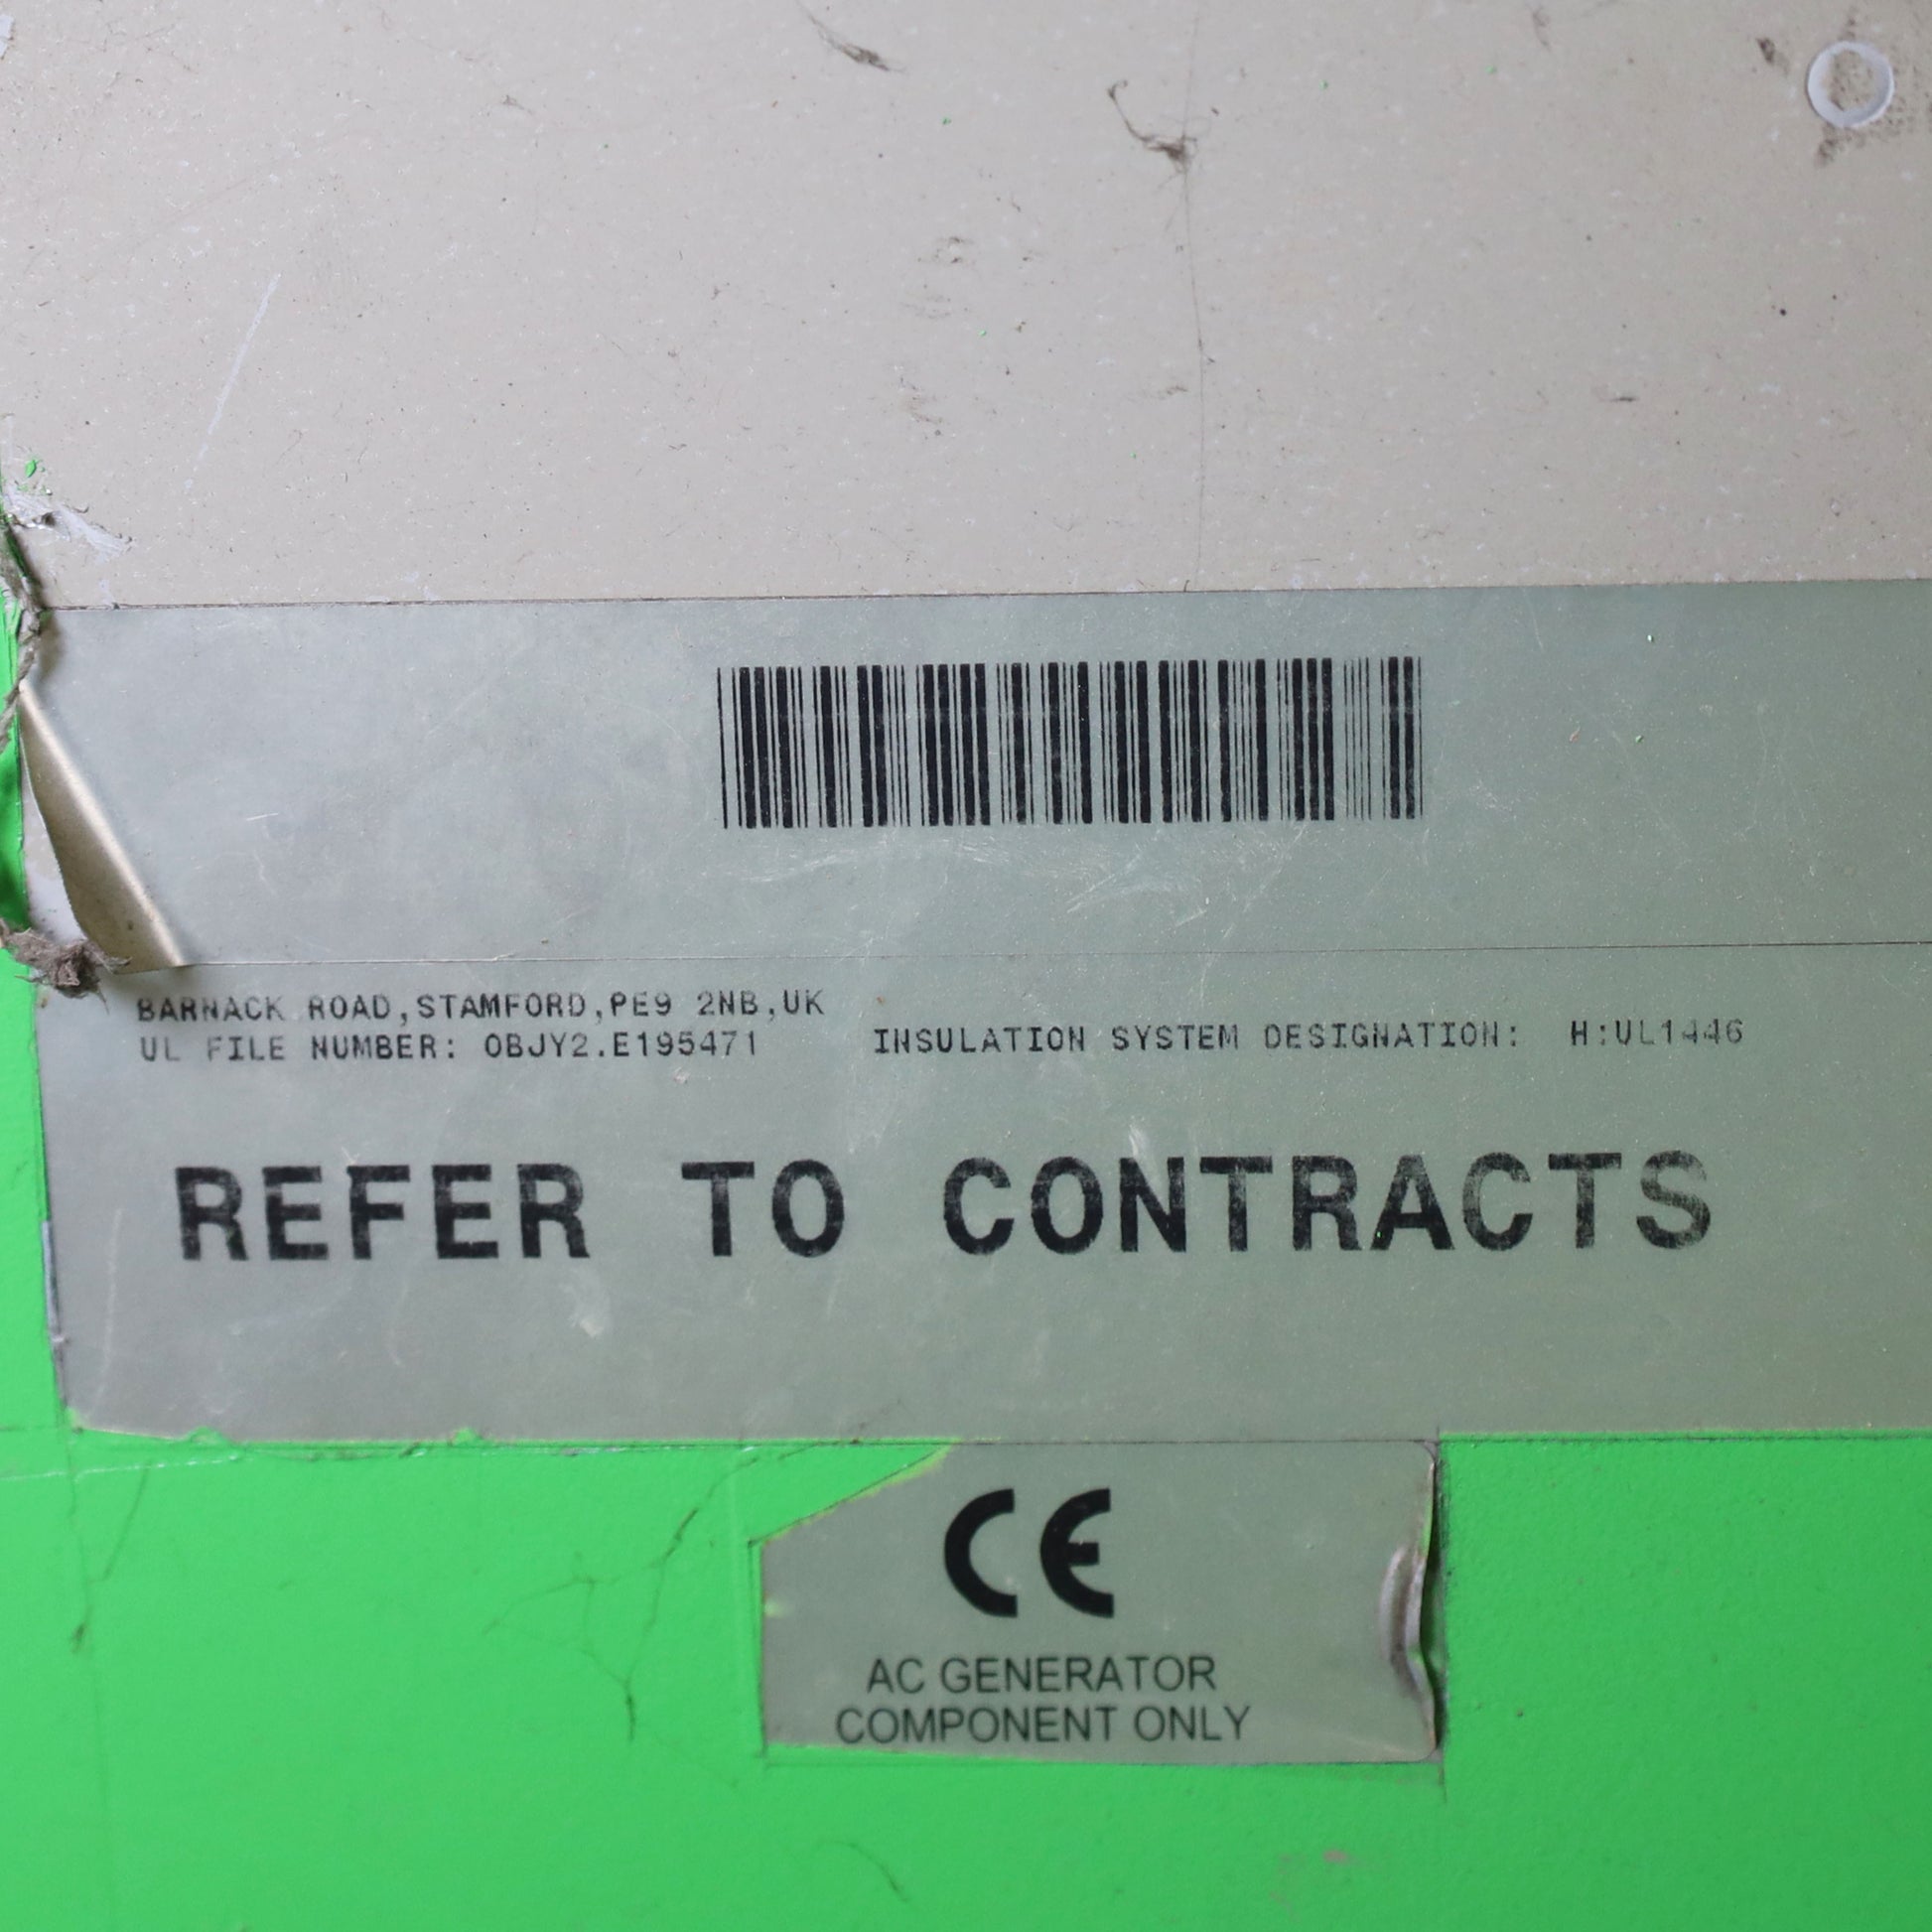 BARNACK ROAD,STAMFORD,PE9 2NB,UK
UL FILE NUMBER: OBJY2.E195471 INSULATION SYSTEM DESIGNATION: H:UL1446
REFER TO CONTRACTS
CE
AC GENERATOR
COMPONENT ONLY